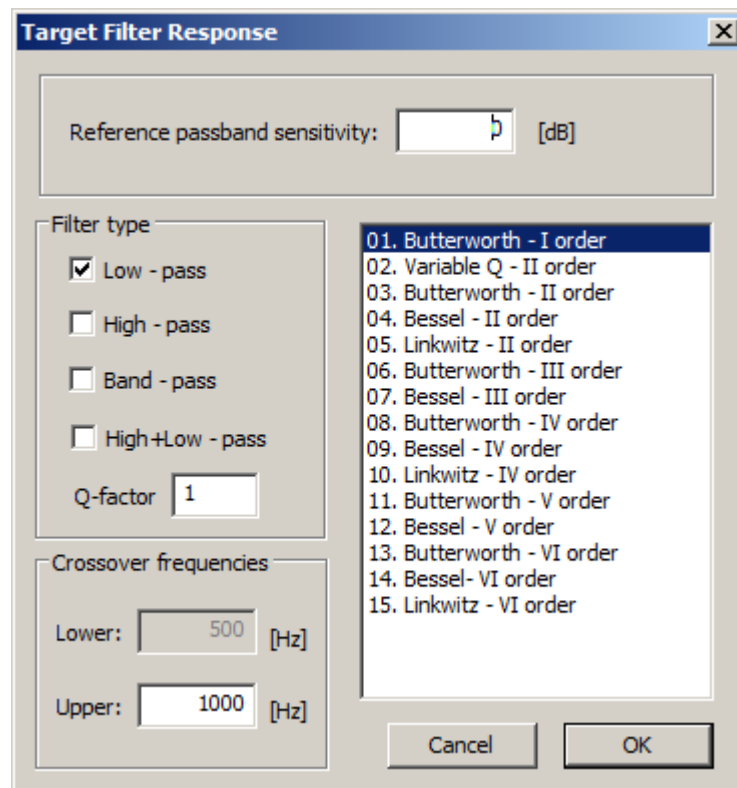 Target Filter Response
Reference passband sensitivity: 0 [dB]
Filter type
Low - pass
High - pass
Band - pass
High+Low - pass
Q-factor 1
Crossover frequencies
Lower: 500 [Hz]
Upper: 1000 [Hz]
01. Butterworth - I order
02. Variable Q - II order
03. Butterworth - II order
04. Bessel - II order
05. Linkwitz - II order
06. Butterworth - III order
07. Bessel - III order
08. Butterworth - IV order
09. Bessel - IV order
10. Linkwitz - IV order
11. Butterworth - V order
12. Bessel - V order
13. Butterworth - VI order
14. Bessel- VI order
15. Linkwitz - VI order
Cancel
OK